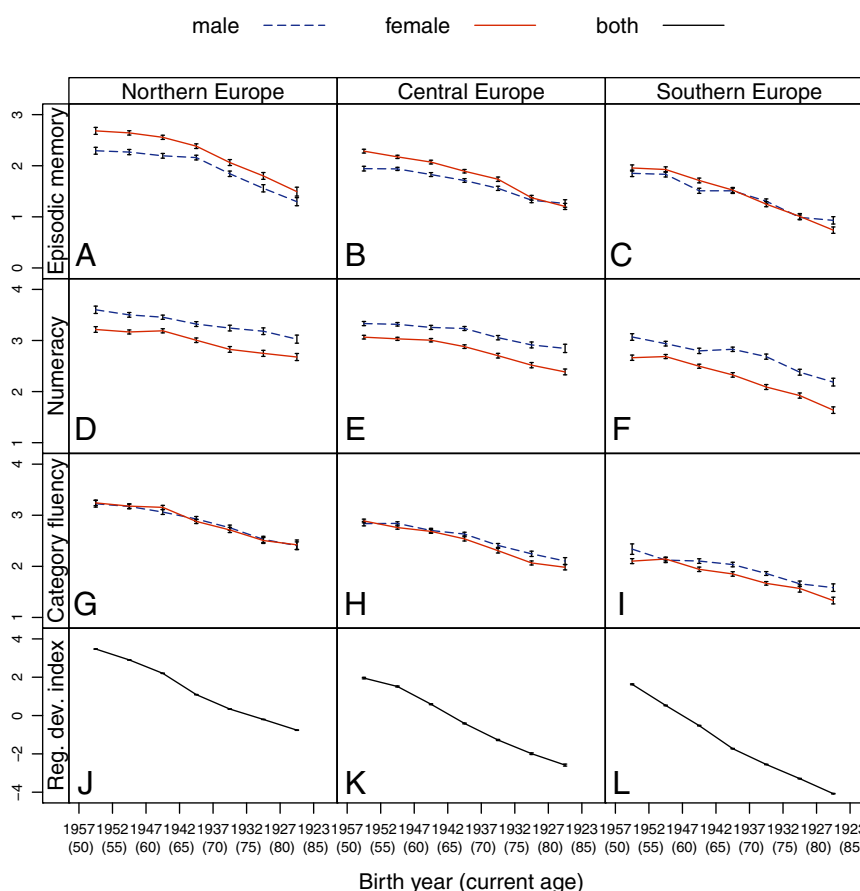 male female both
Northern Europe Central Europe Southern Europe
Episodic memory
0 1 2 3
A B C
Numeracy
1 2 3 4
D E F
Category fluency
1 2 3 4
G H I
Reg. dev. index
-4 -2 0 2 4
J K L
1957 1952 1947 1942 1937 1932 1927 1923 1957 1952 1947 1942 1937 1932 1927 1923 1957 1952 1947 1942 1937 1932 1927 1923
(50) (55) (60) (65) (70) (75) (80) (85) (50) (55) (60) (65) (70) (75) (80) (85) (50) (55) (60) (65) (70) (75) (80) (85)
Birth year (current age)